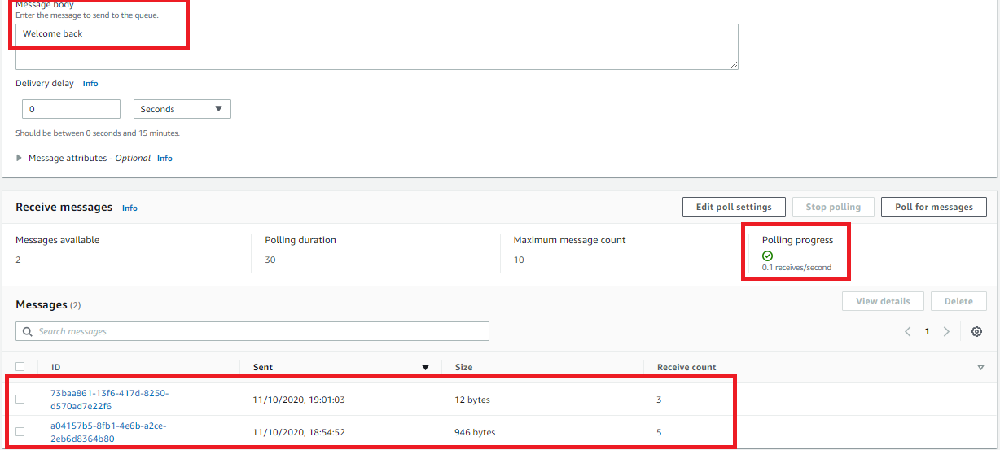 Message body
Enter the message to send to the queue.
Welcome back
Delivery delay Info
0 Seconds
Should be between 0 seconds and 15 minutes.
Message attributes - Optional Info
Receive messages Info Edit poll settings Stop polling Poll for messages
Messages available Polling duration Maximum message count Polling progress
2 30 10
0.1 receives/second
Messages (2) View details Delete
Search messages 1
ID Sent Size Receive count
73baa861-13f6-417d-8250-
d570ad7e22f6
11/10/2020, 19:01:03 12 bytes 3
a04157b5-8fb1-4e6b-a2ce-
2eb6d8364b80
11/10/2020, 18:54:52 946 bytes 5